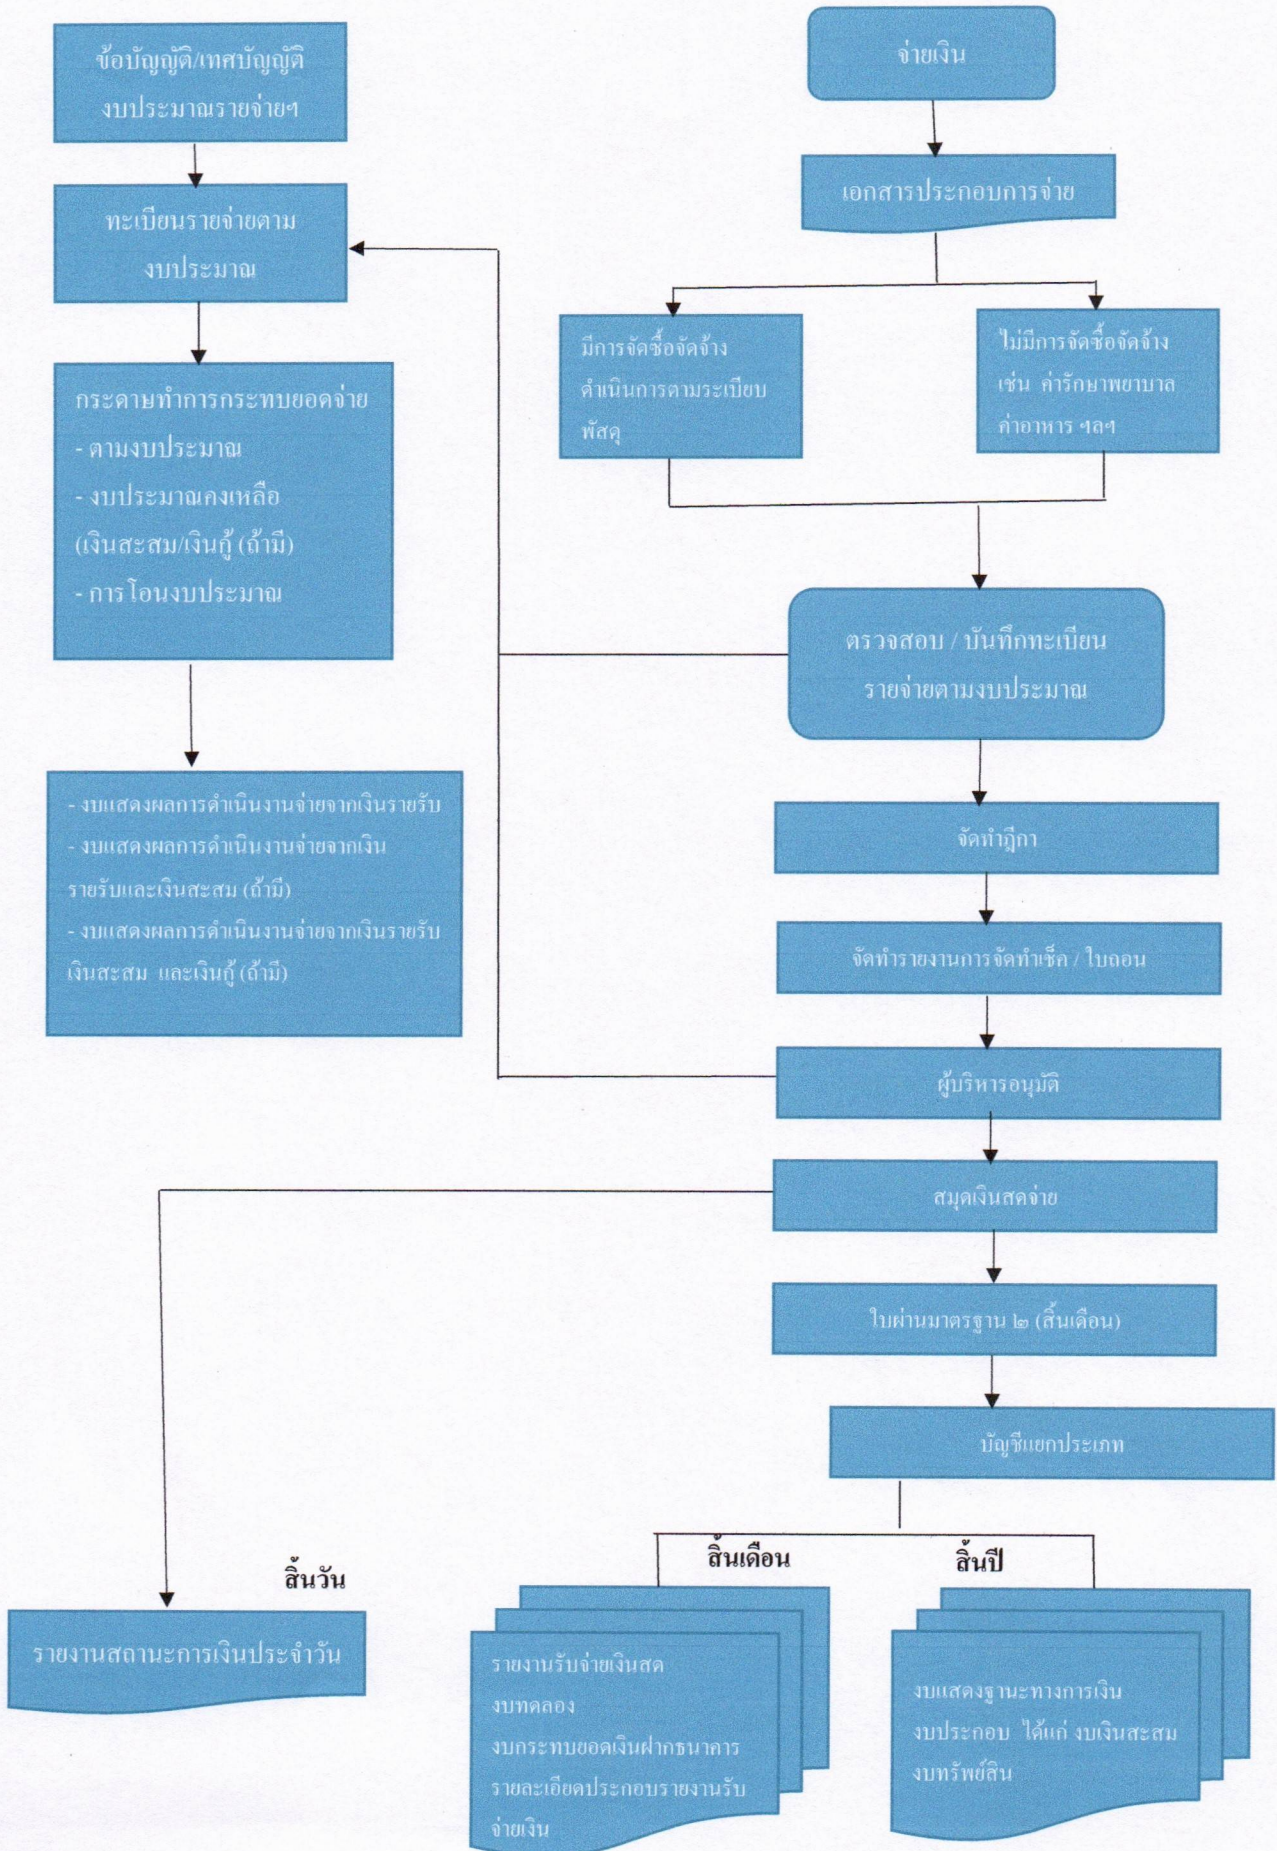 ข้อบัญญัติ/เทศบัญญัติ
งบประมาณรายจ่ายฯ
ทะเบียนรายจ่ายตาม
งบประมาณ
กระดาษทำการกระทบยอดจ่าย
- ตามงบประมาณ
- งบประมาณคงเหลือ
(เงินสะสม/เงินกู้ (ถ้ามี)
- การโอนงบประมาณ
- งบแสดงผลการดำเนินงานจ่ายจากเงินรายรับ
- งบแสดงผลการดำเนินงานจ่ายจากเงิน
รายรับและเงินสะสม (ถ้ามี)
- งบแสดงผลการดำเนินงานจ่ายจากเงินรายรับ
เงินสะสม และเงินกู้ (ถ้ามี)
จ่ายเงิน
เอกสารประกอบการจ่าย
มีการจัดซื้อจัดจ้าง
ดำเนินการตามระเบียบ
พัสดุ
ไม่มีการจัดซื้อจัดจ้าง
เช่น ค่ารักษาพยาบาล
ค่าอาหาร ฯลฯ
ตรวจสอบ / บันทึกทะเบียน
รายจ่ายตามงบประมาณ
จัดทำฎีกา
จัดทำรายงานการจัดทำเช็ค / ใบถอน
ผู้บริหารอนุมัติ
สมุดเงินสดจ่าย
ใบผ่านมาตรฐาน ๒ (สิ้นเดือน)
บัญชีแยกประเภท
สิ้นวัน
รายงานสถานะการเงินประจำวัน
สิ้นเดือน
รายงานรับจ่ายเงินสด
งบทดลอง
งบกระทบยอดเงินฝากธนาคาร
รายละเอียดประกอบรายงานรับ
จ่ายเงิน
สิ้นปี
งบแสดงฐานะทางการเงิน
งบประกอบ ได้แก่ งบเงินสะสม
งบทรัพย์สิน